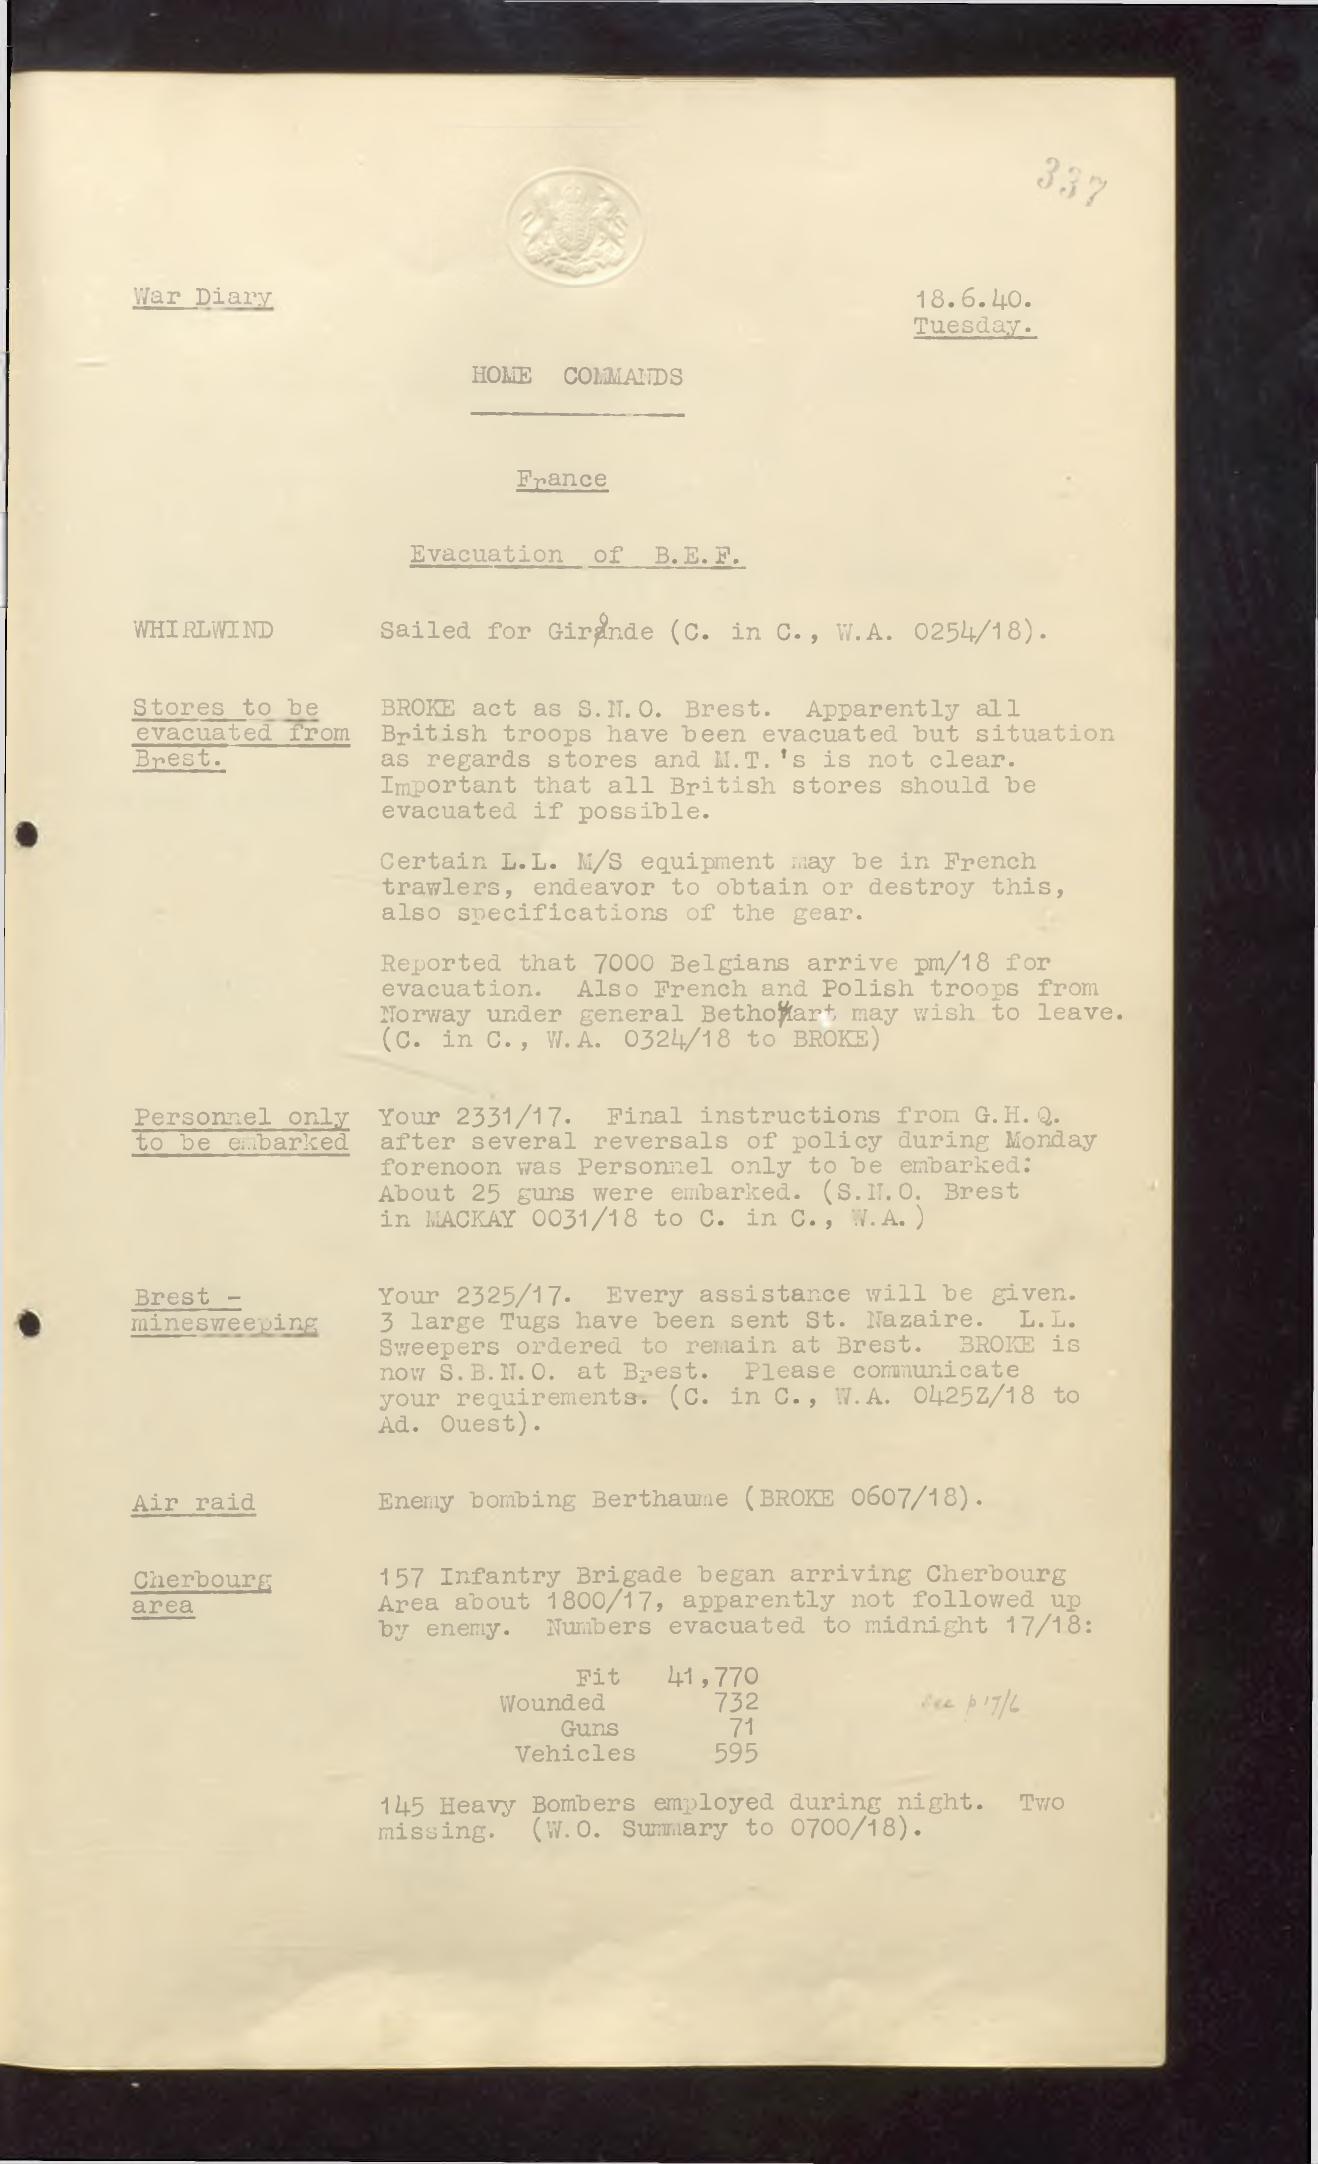 337
War Diary 18.6.40.
Tuesday.
HOME COMMANDS
France
Evacuation of B.E.F.
WHIRLWIND Sailed for Gironde (C. in C., W.A. 0254/18).
Stores to be BROKE act as S.N.O. Brest. Apparently all
evacuated from British troops have been evacuated but situation
Brest. as regards stores and M.T.'s is not clear.
Important that all British stores should be
evacuated if possible.
Certain L.L. M/S equipment may be in French
trawlers, endeavor to obtain or destroy this,
also specifications of the gear.
Reported that 7000 Belgians arrive pm/18 for
evacuation. Also French and Polish troops from
Norway under general Bethouart may wish to leave.
(C. in C., W.A. 0324/18 to BROKE)
Personnel only Your 2331/17. Final instructions from G.H.Q.
to be embarked after several reversals of policy during Monday
forenoon was Personnel only to be embarked:
About 25 guns were embarked. (S.N.O. Brest
in MACKAY 0031/18 to C. in C., W.A.)
Brest - Your 2325/17. Every assistance will be given.
minesweeping 3 large Tugs have been sent St. Nazaire. L.L.
Sweepers ordered to remain at Brest. BROKE is
now S.B.N.O. at Brest. Please communicate
your requirements. (C. in C., W.A. 0425Z/18 to
Ad. Ouest).
Air raid Enemy bombing Berthaume (BROKE 0607/18).
Cherbourg 157 Infantry Brigade began arriving Cherbourg
area Area about 1800/17, apparently not followed up
by enemy. Numbers evacuated to midnight 17/18:
Fit 41,770
Wounded 732 See p 17/6
Guns 71
Vehicles 595
145 Heavy Bombers employed during night. Two
missing. (W.O. Summary to 0700/18).